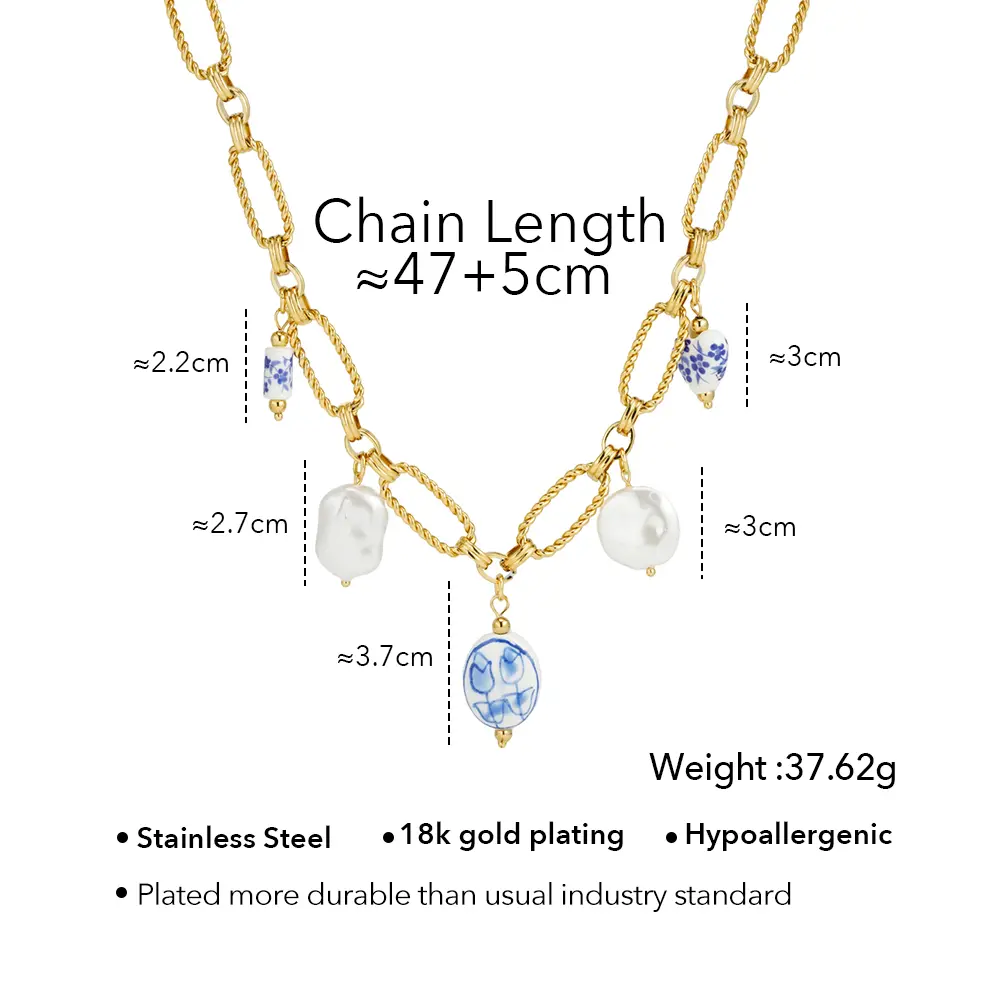 Chain Length
≈47+5cm
≈2.2cm
≈3cm
≈2.7cm
≈3cm
≈3.7cm
Weight :37.62g
• Stainless Steel
• 18k gold plating
• Hypoallergenic
• Plated more durable than usual industry standard